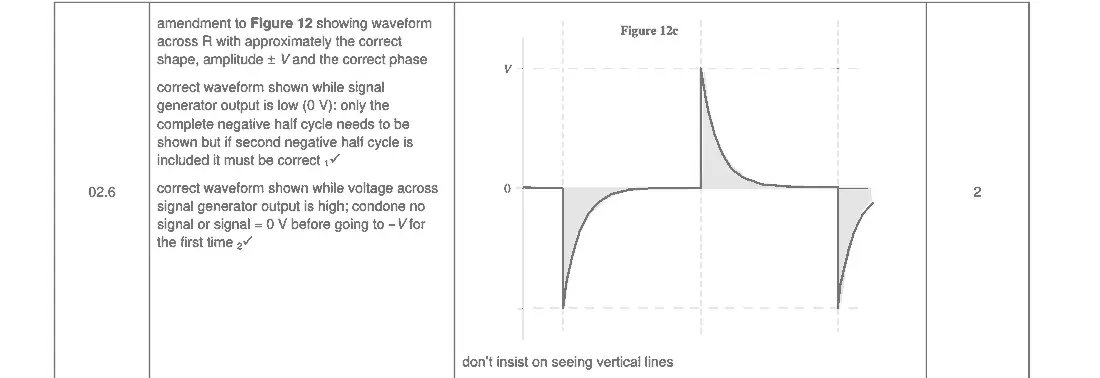 02.6
amendment to Figure 12 showing waveform
across R with approximately the correct
shape, amplitude ± V and the correct phase
correct waveform shown while signal
generator output is low (0 V): only the
complete negative half cycle needs to be
shown but if second negative half cycle is
included it must be correct ₁✓
correct waveform shown while voltage across
signal generator output is high; condone no
signal or signal = 0 V before going to – V for
the first time ₂✓
Figure 12c
V
0
don't insist on seeing vertical lines
2